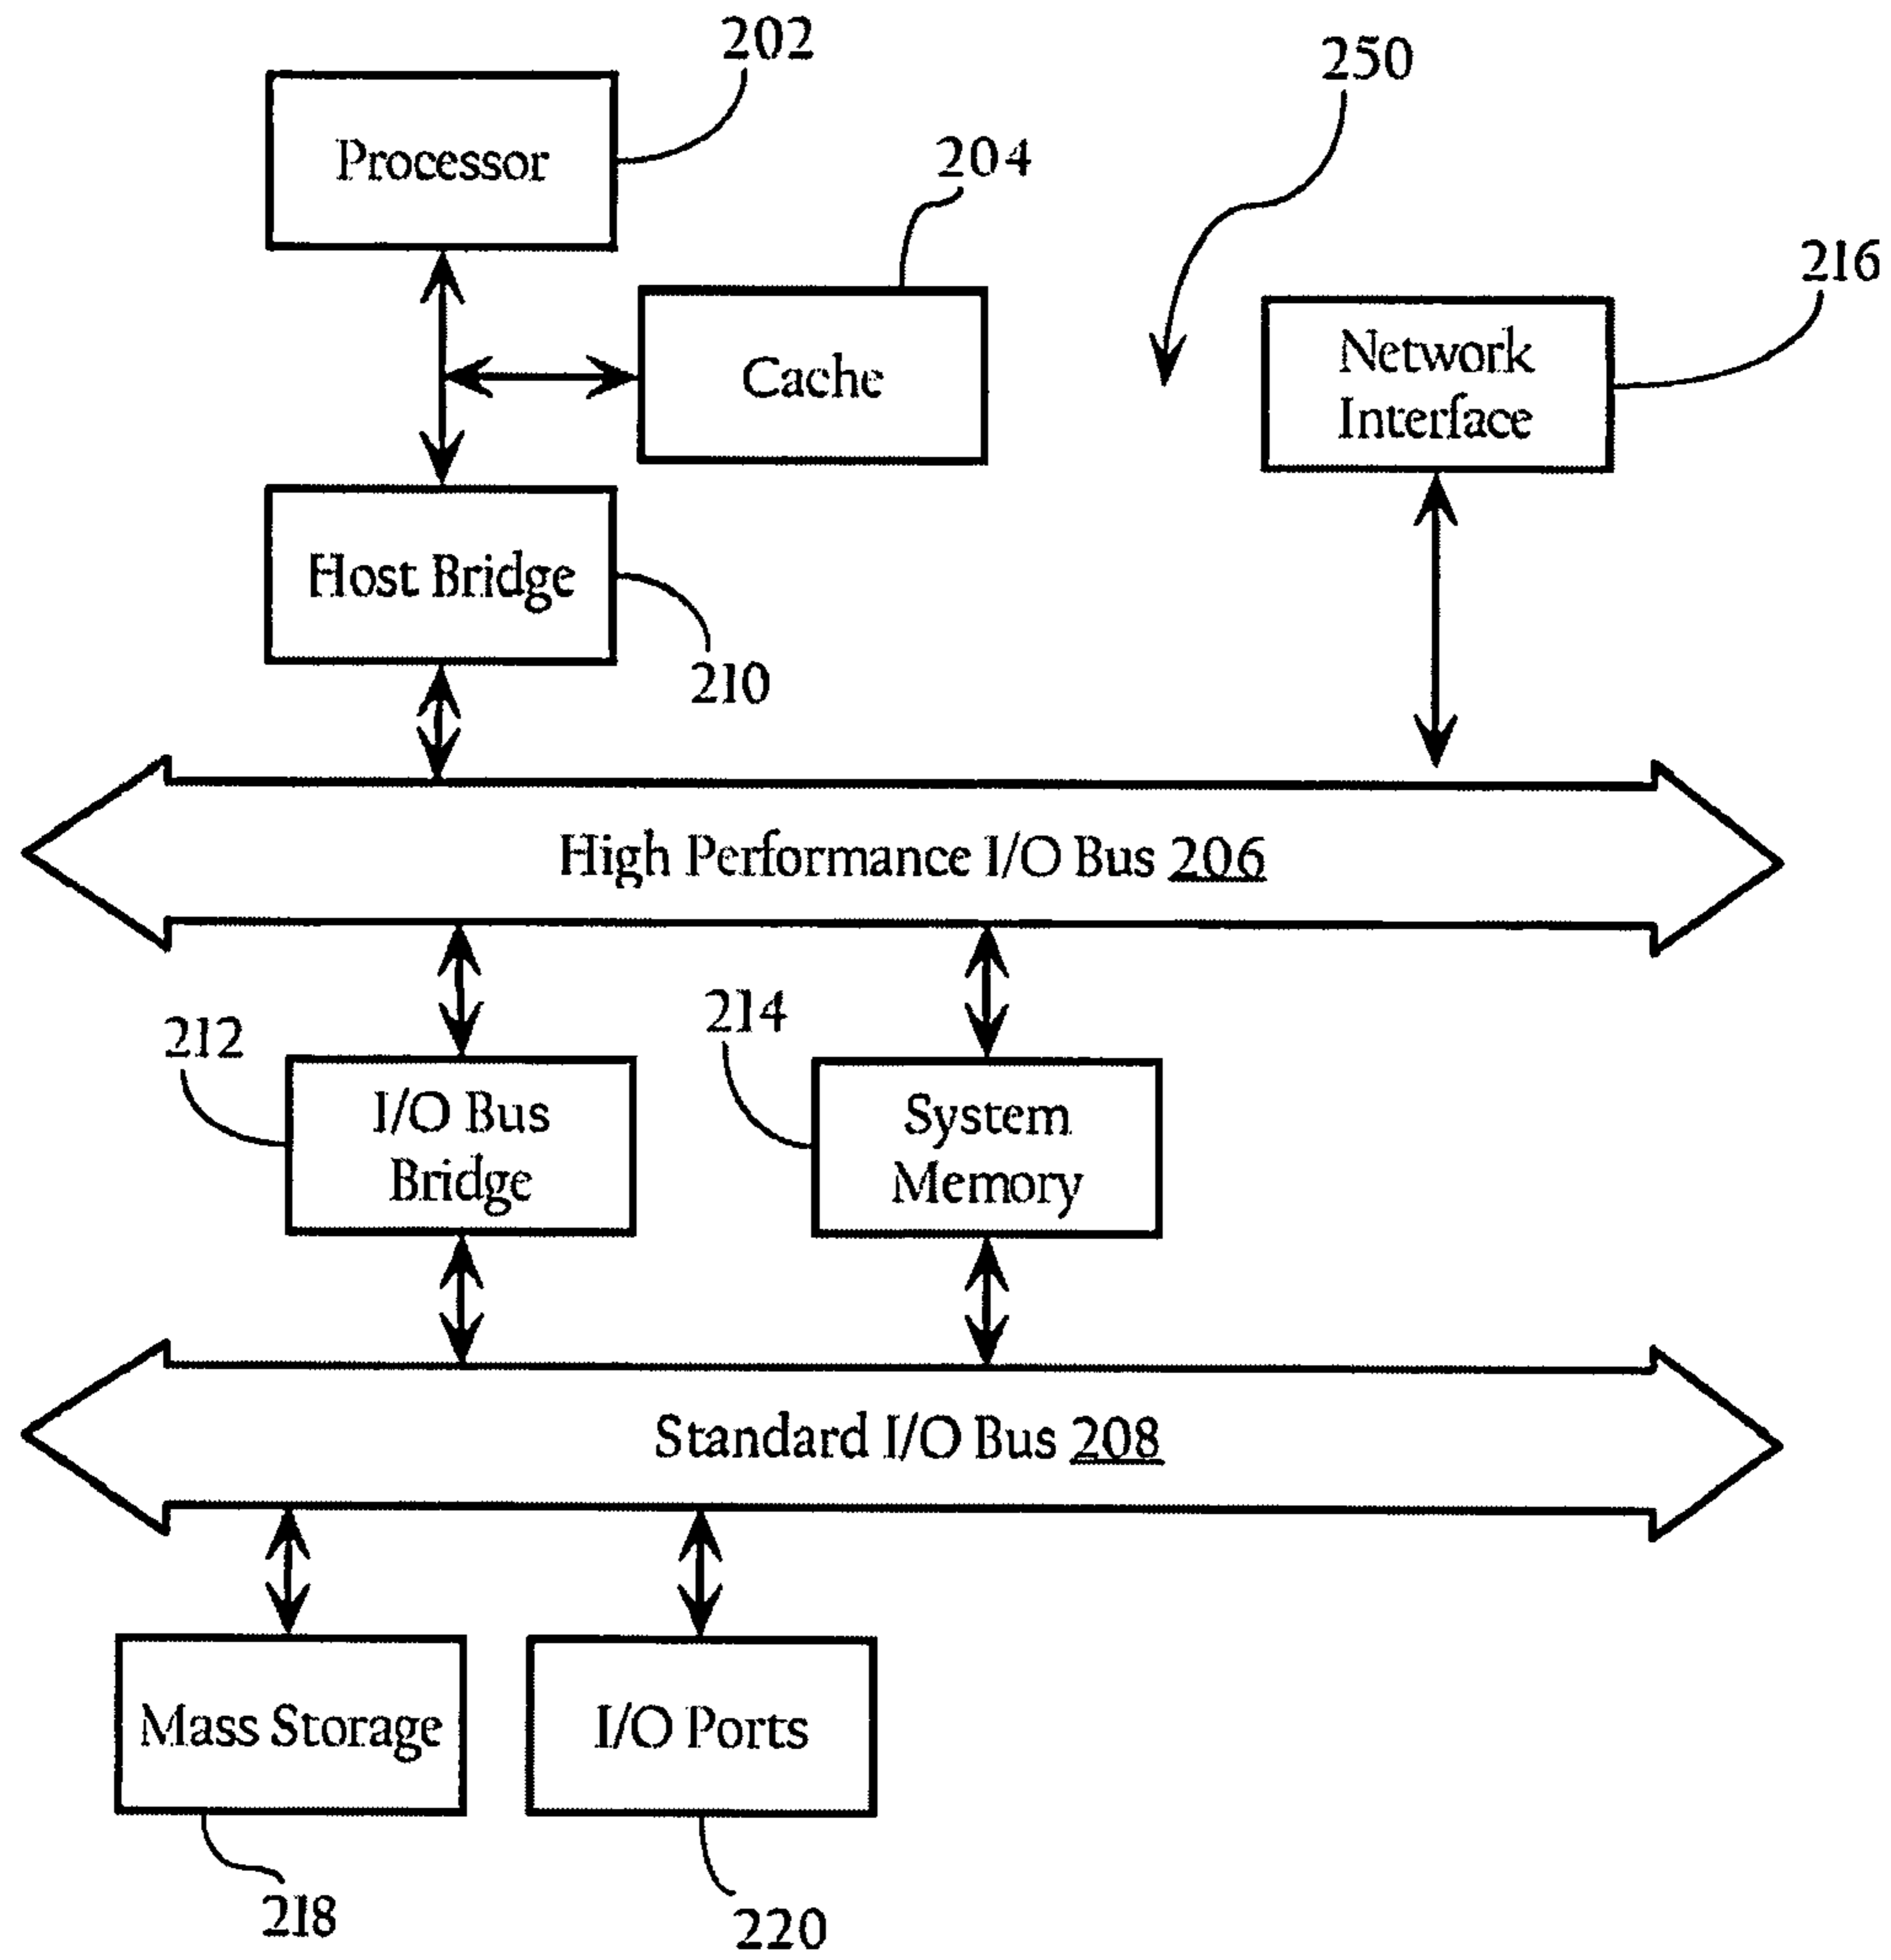 202
250
Processor
204
216
Cache
Network
Interface
Host Bridge
210
High Performance I/O Bus 206
212
214
I/O Bus
Bridge
System
Memory
Standard I/O Bus 208
Mass Storage
I/O Ports
218
220